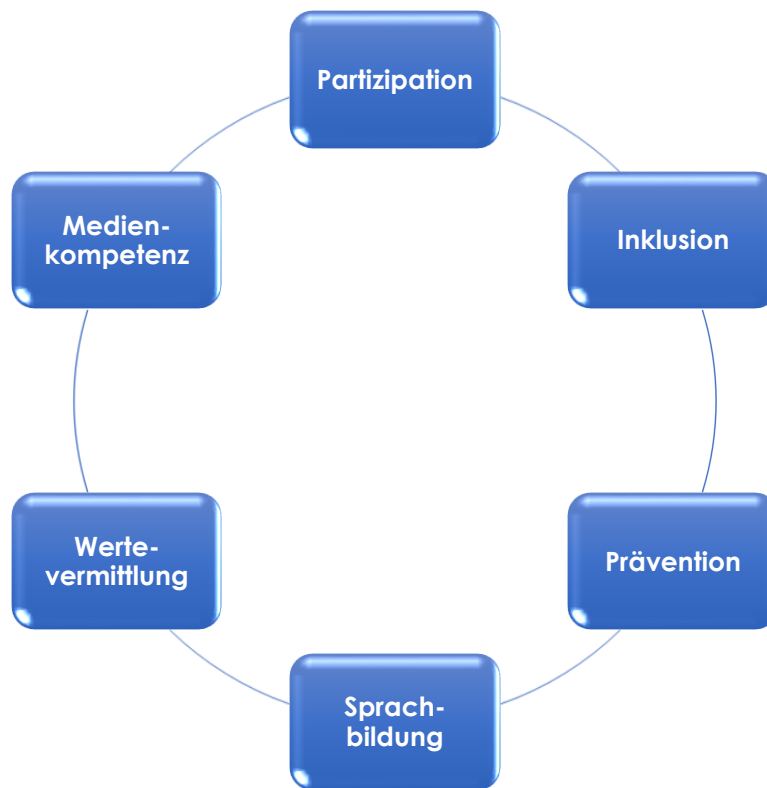 Partizipation
Inklusion
Prävention
Sprach-
bildung
Werte-
vermittlung
Medien-
kompetenz